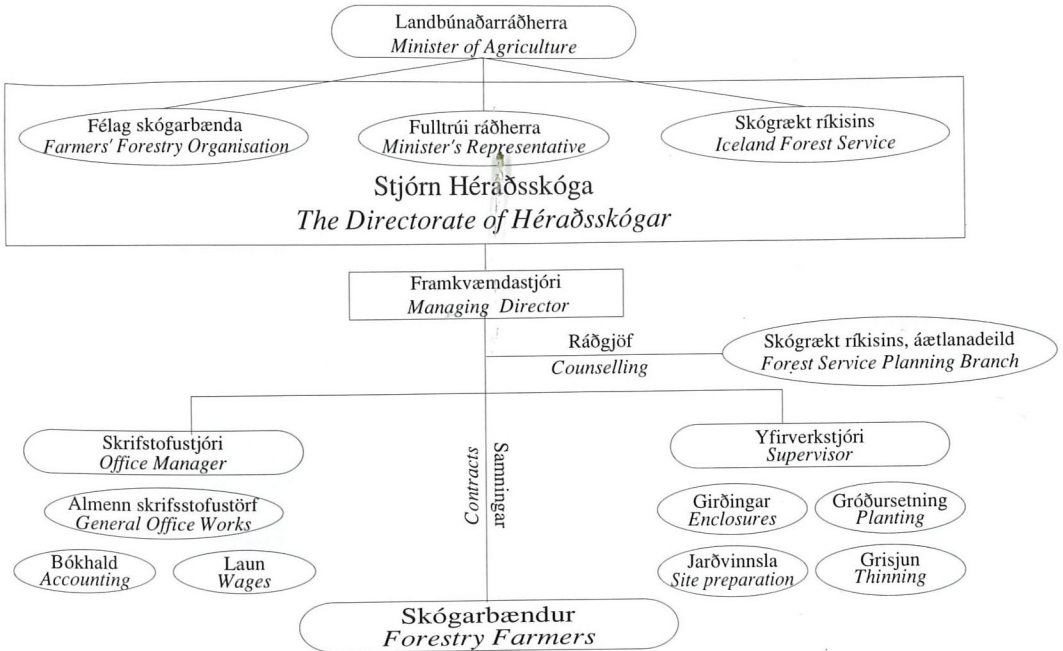 Landbúnaðarráðherra
Minister of Agriculture
Félag skógarbænda
Farmers' Forestry Organisation
Fulltrúi ráðherra
Minister's Representative
Skógrækt ríkisins
Iceland Forest Service
Stjórn Héraðsskóga
The Directorate of Héraðsskógar
Framkvæmdastjóri
Managing Director
Ráðgjöf
Counselling
Skógrækt ríkisins, áætlanadeild
Forest Service Planning Branch
Skrifstofustjóri
Office Manager
Almenn skrifsstofustörf
General Office Works
Bókhald
Accounting
Laun
Wages
Samningar
Contracts
Yfirverkstjóri
Supervisor
Girðingar
Enclosures
Gróðursetning
Planting
Jarðvinnsla
Site preparation
Grisjun
Thinning
Skógarbændur
Forestry Farmers